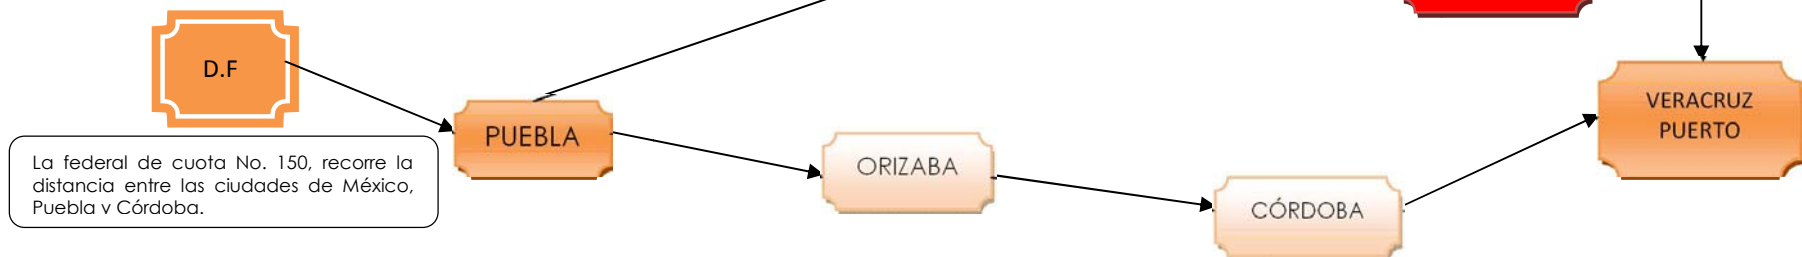 D.F
PUEBLA
La federal de cuota No. 150, recorre la
distancia entre las ciudades de México,
Puebla y Córdoba.
ORIZABA
CÓRDOBA
VERACRUZ
PUERTO